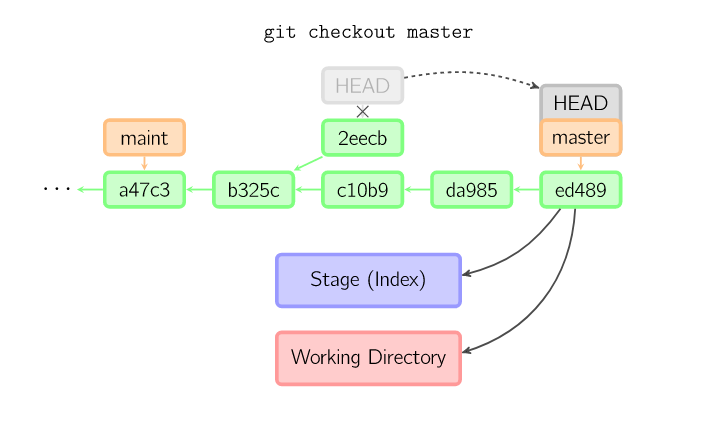 git checkout master
HEAD
HEAD
maint
2eecb
master
...
a47c3
b325c
c10b9
da985
ed489
Stage (Index)
Working Directory